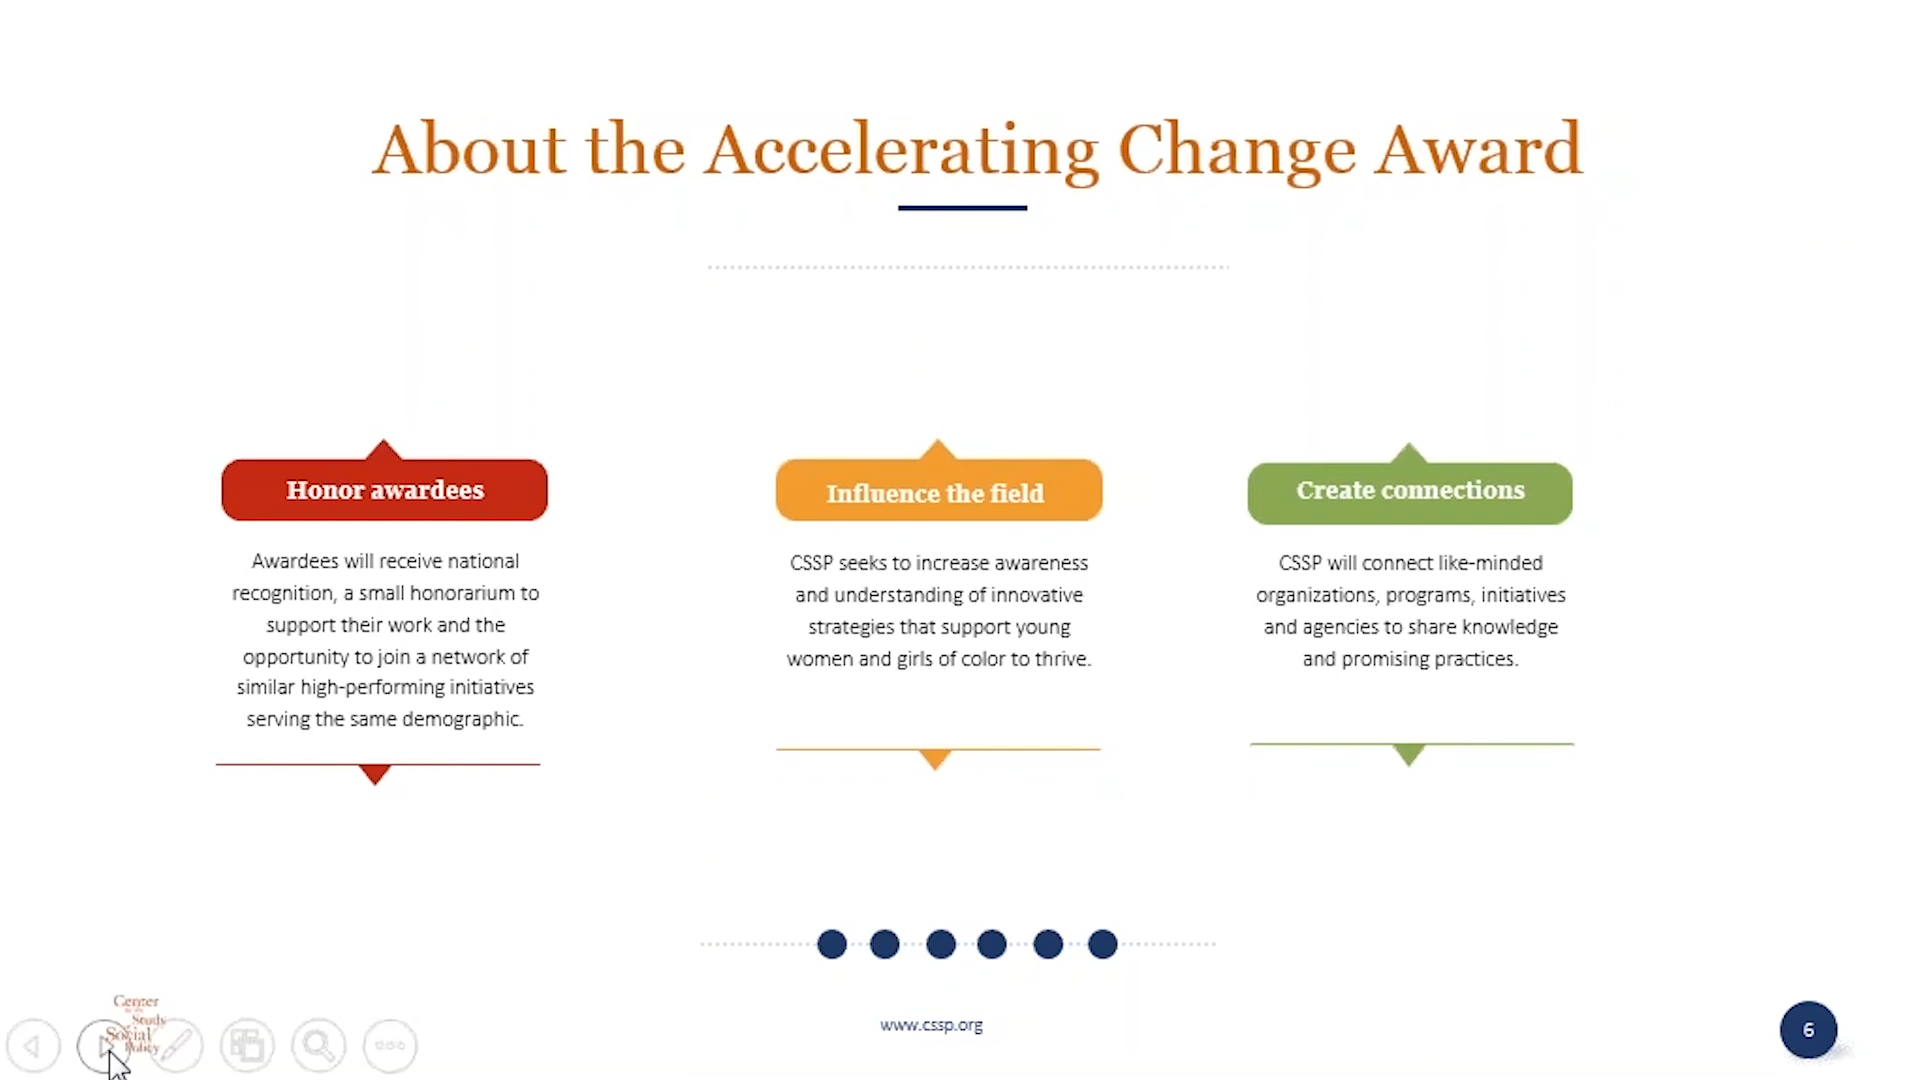 About the Accelerating Change Award
Honor awardees
Awardees will receive national
recognition, a small honorarium to
support their work and the
opportunity to join a network of
similar high-performing initiatives
serving the same demographic.
Influence the field
CSSP seeks to increase awareness
and understanding of innovative
strategies that support young
women and girls of color to thrive.
Create connections
CSSP will connect like-minded
organizations, programs, initiatives
and agencies to share knowledge
and promising practices.
Center
Study
Social
Policy
www.cssp.org
6